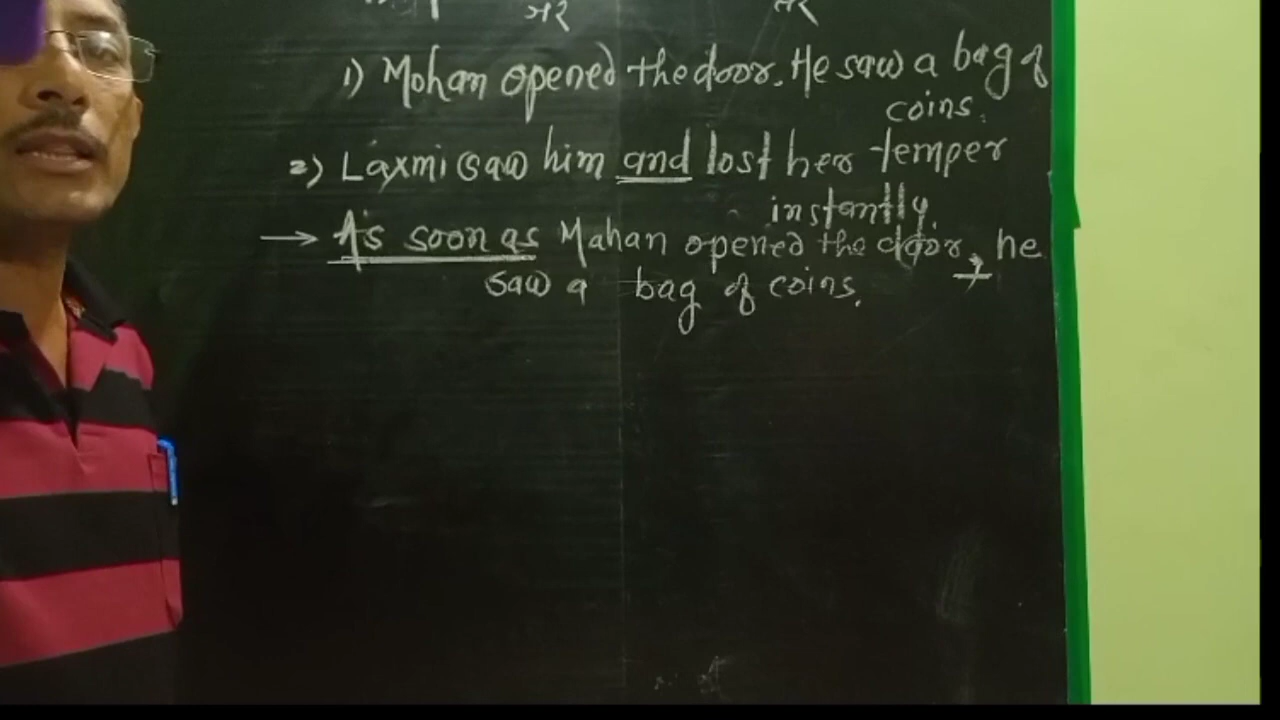 1) Mohan opened the door. He saw a bag of
coins.
2) Laxmi saw him and lost her temper
instantly.
→ As soon as Mahan opened the door, he
saw a bag of coins.